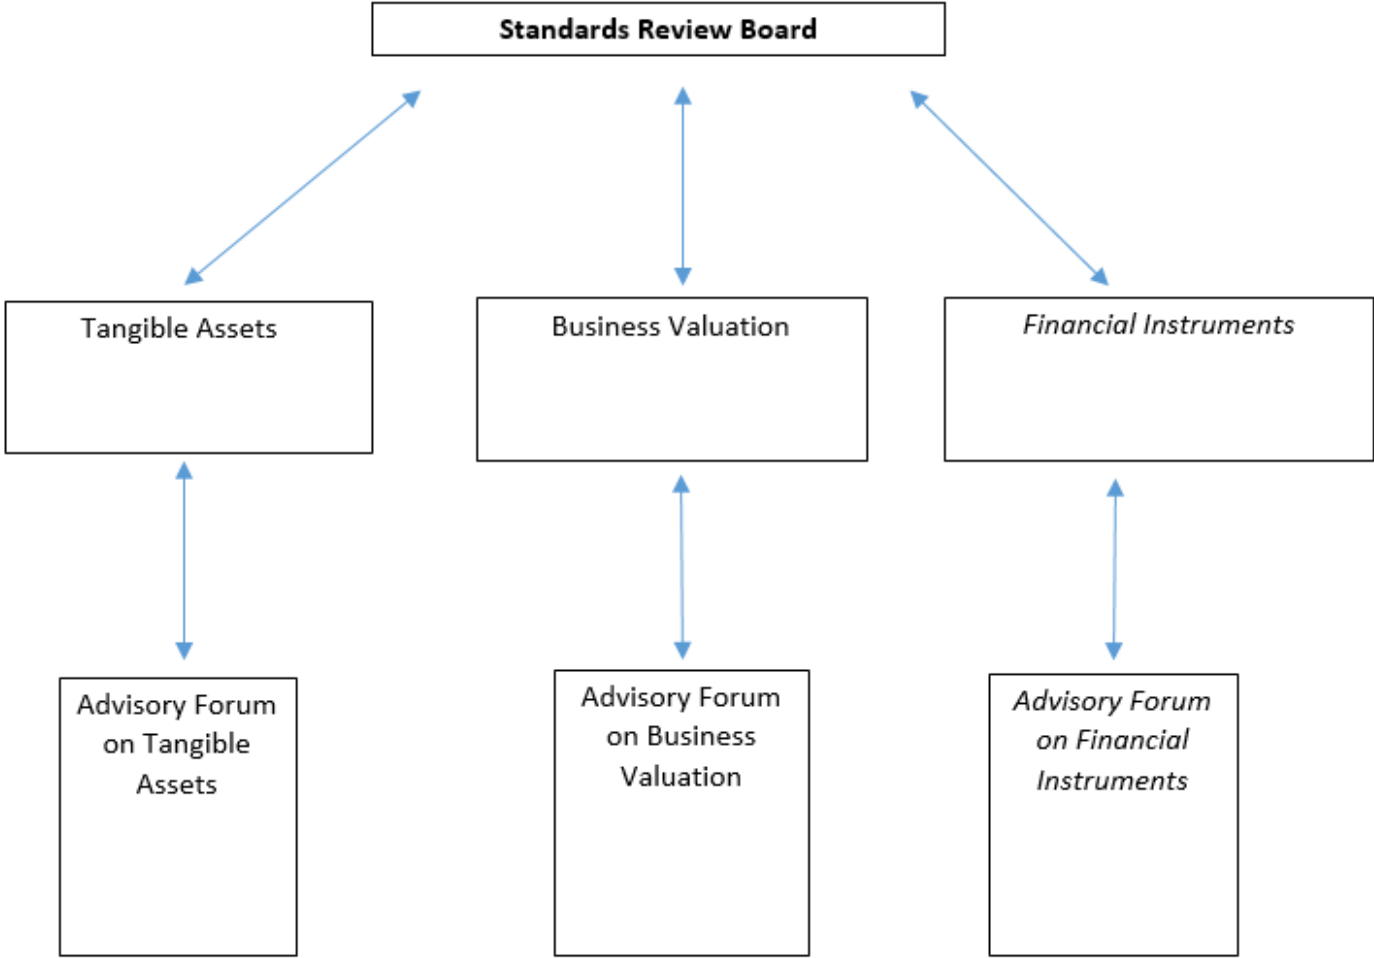 Standards Review Board
Tangible Assets
Business Valuation
Financial Instruments
Advisory Forum
on Tangible
Assets
Advisory Forum
on Business
Valuation
Advisory Forum
on Financial
Instruments